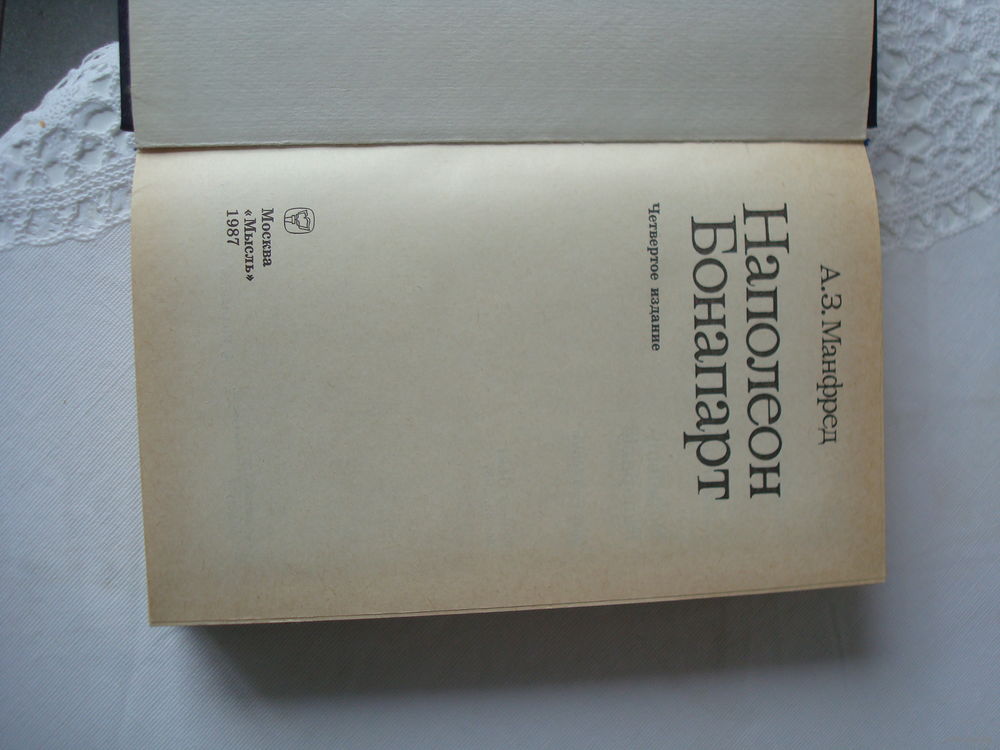 А.З.Манфред
Наполеон
Бонапарт
Четвертое издание
Москва
«Мысль»
1987